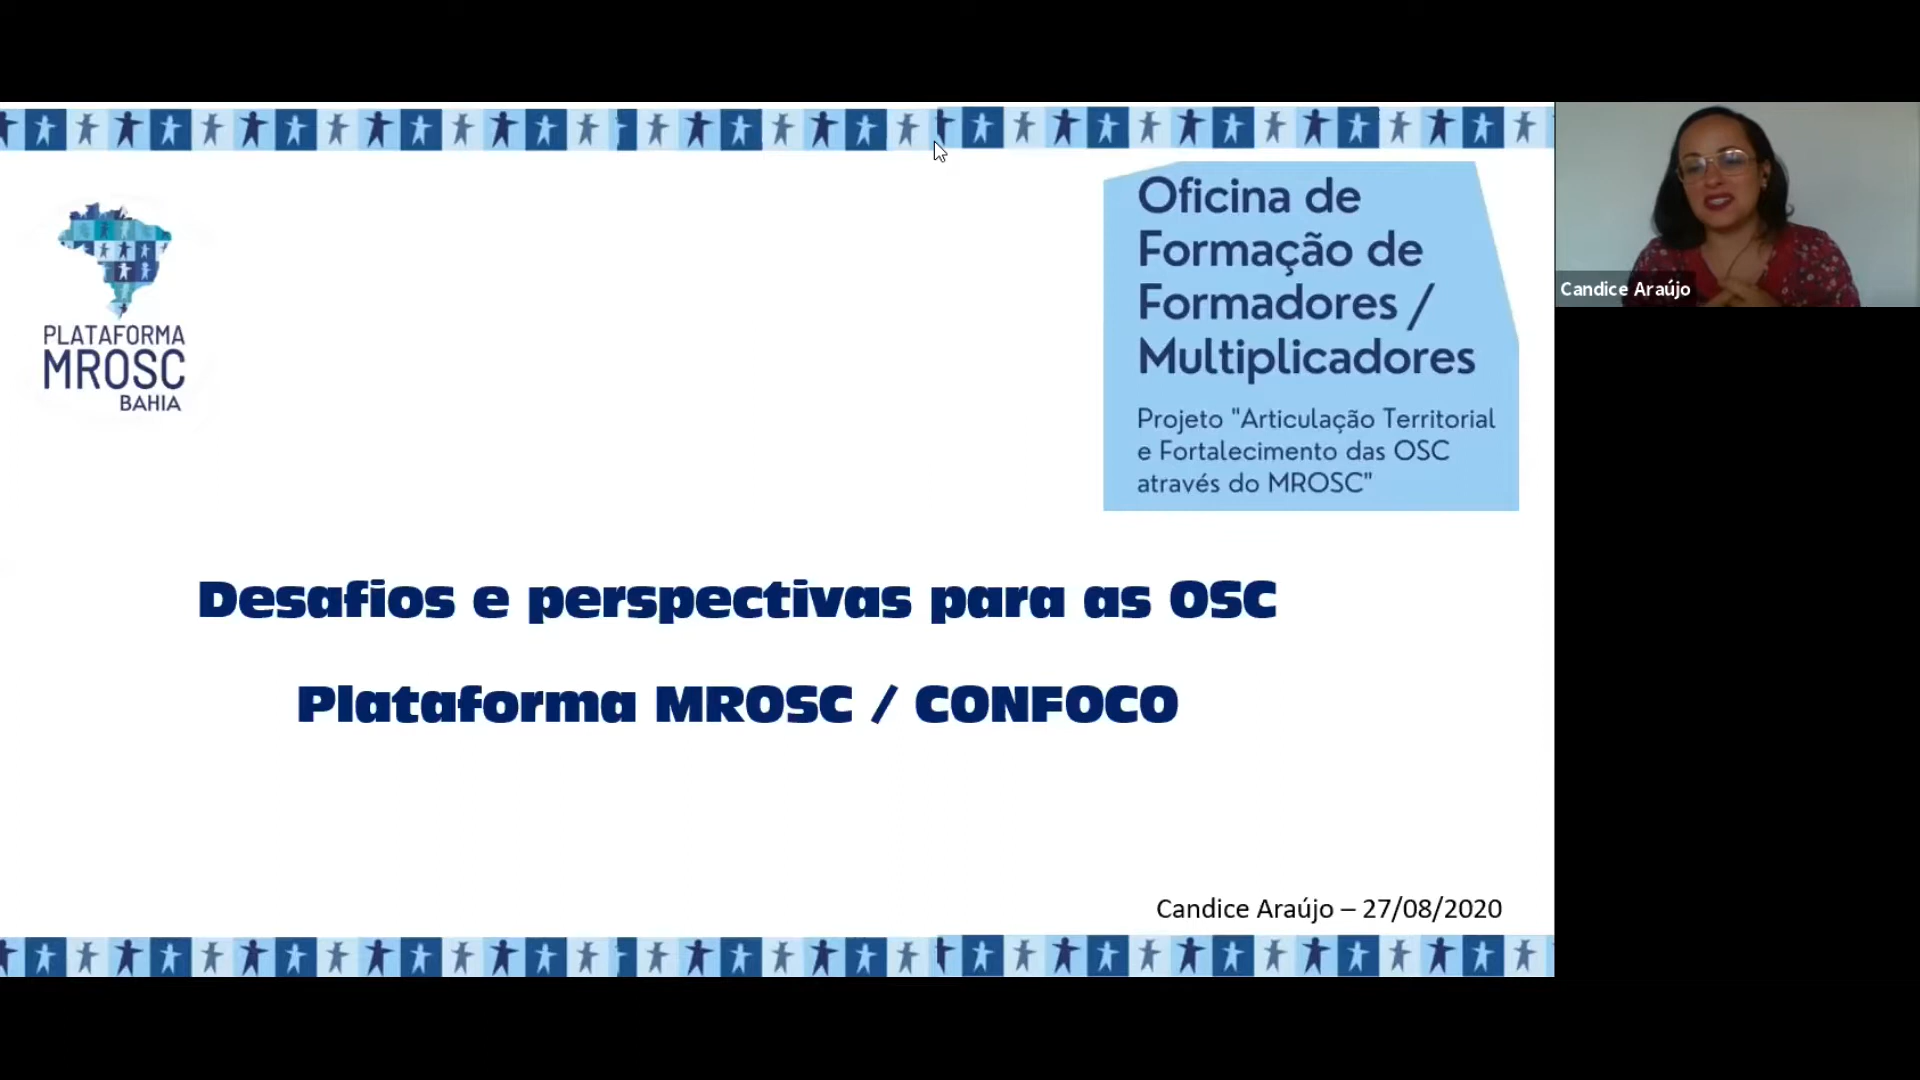 PLATAFORMA
MROSC
BAHIA
Oficina de
Formação de
Formadores /
Multiplicadores
Projeto "Articulação Territorial
e Fortalecimento das OSC
através do MROSC"
Candice Araújo
Desafios e perspectivas para as OSC
Plataforma MROSC / CONFOCO
Candice Araújo – 27/08/2020